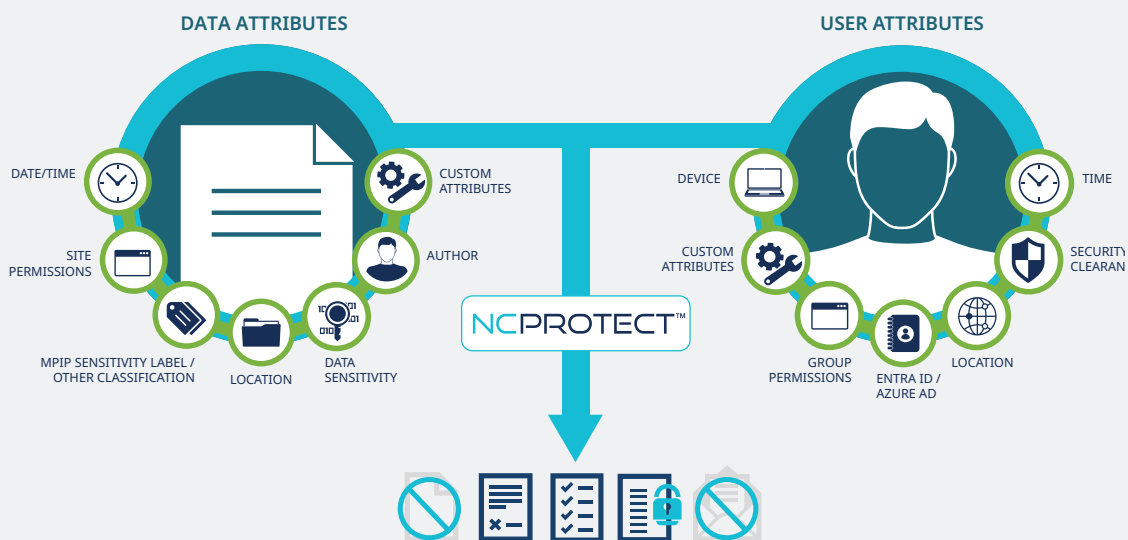 DATA ATTRIBUTES
USER ATTRIBUTES
DATE/TIME
CUSTOM
ATTRIBUTES
SITE
PERMISSIONS
AUTHOR
MPIP SENSITIVITY LABEL /
OTHER CLASSIFICATION
LOCATION
DATA
SENSITIVITY
DEVICE
TIME
CUSTOM
ATTRIBUTES
SECURITY
CLEARAN
GROUP
PERMISSIONS
ENTRA ID /
AZURE AD
LOCATION
NCPROTECT™